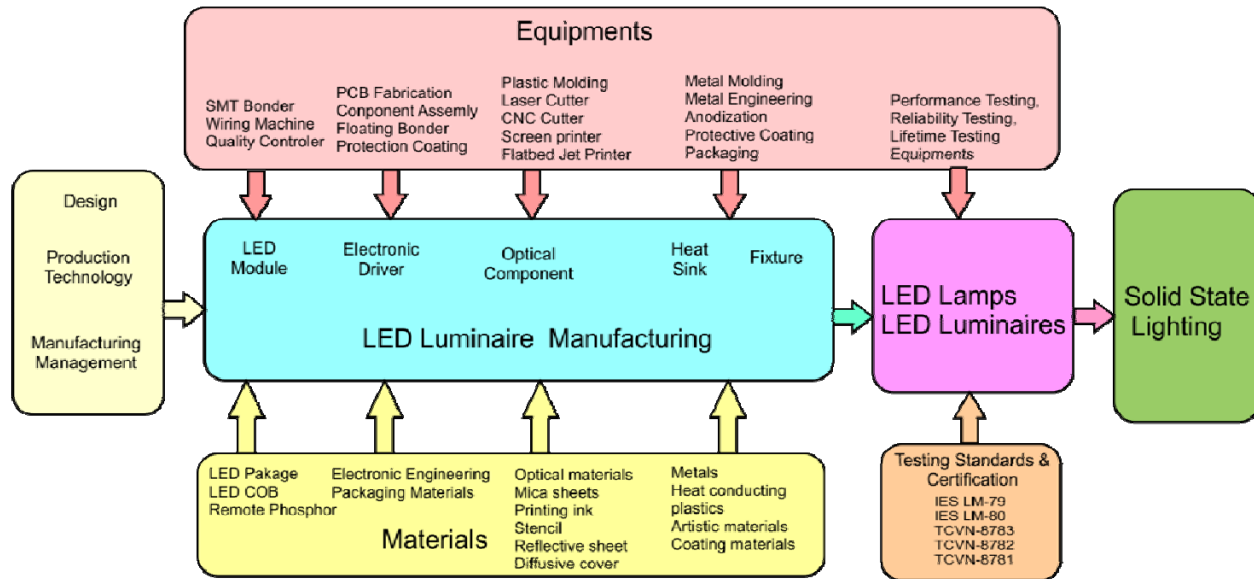 Equipments
SMT Bonder
Wiring Machine
Quality Controler
PCB Fabrication
Component Assemly
Floating Bonder
Protection Coating
Plastic Molding
Laser Cutter
CNC Cutter
Screen printer
Flatbed Jet Printer
Metal Molding
Metal Engineering
Anodization
Protective Coating
Packaging
Performance Testing,
Reliability Testing,
Lifetime Testing
Equipments
Design
Production
Technology
Manufacturing
Management
LED
Module
Electronic
Driver
Optical
Component
Heat
Sink
Fixture
LED Luminaire Manufacturing
LED Lamps
LED Luminaires
Solid State
Lighting
LED Pakage
LED COB
Remote Phosphor
Electronic Engineering
Packaging Materials
Optical materials
Mica sheets
Printing ink
Stencil
Reflective sheet
Diffusive cover
Metals
Heat conducting
plastics
Artistic materials
Coating materials
Materials
Testing Standards &
Certification
IES LM-79
IES LM-80
TCVN-8783
TCVN-8782
TCVN-8781